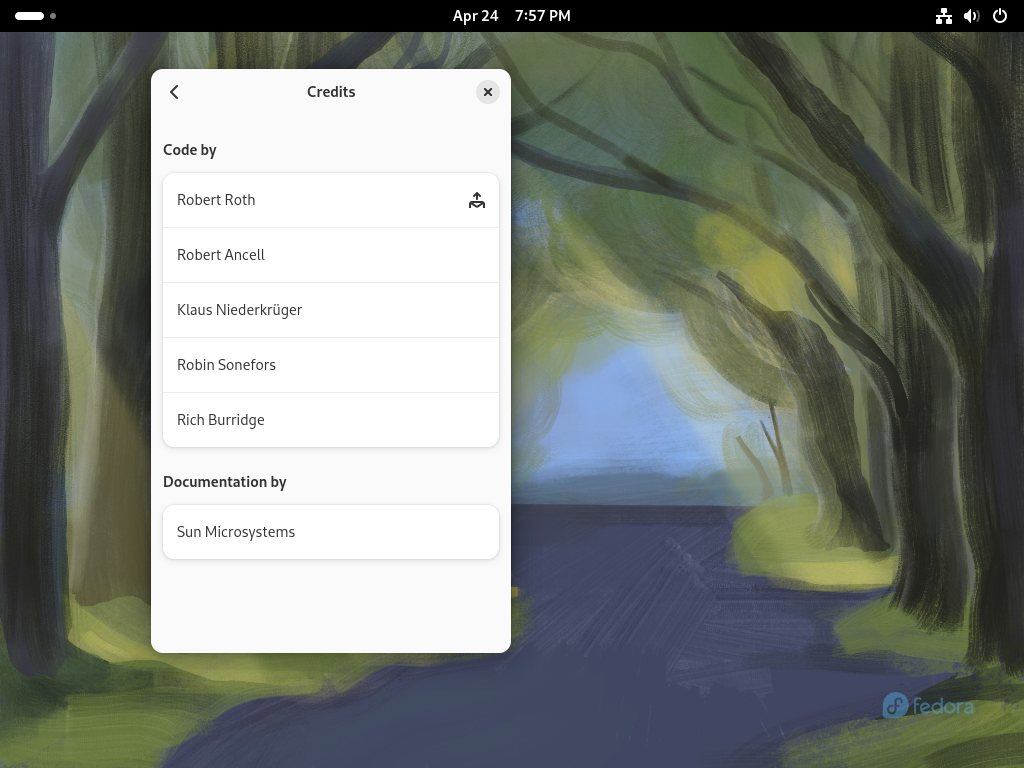 Apr 24 7:57 PM
Credits
Code by
Robert Roth
Robert Ancell
Klaus Niederkrüger
Robin Sonefors
Rich Burridge
Documentation by
Sun Microsystems
fedora